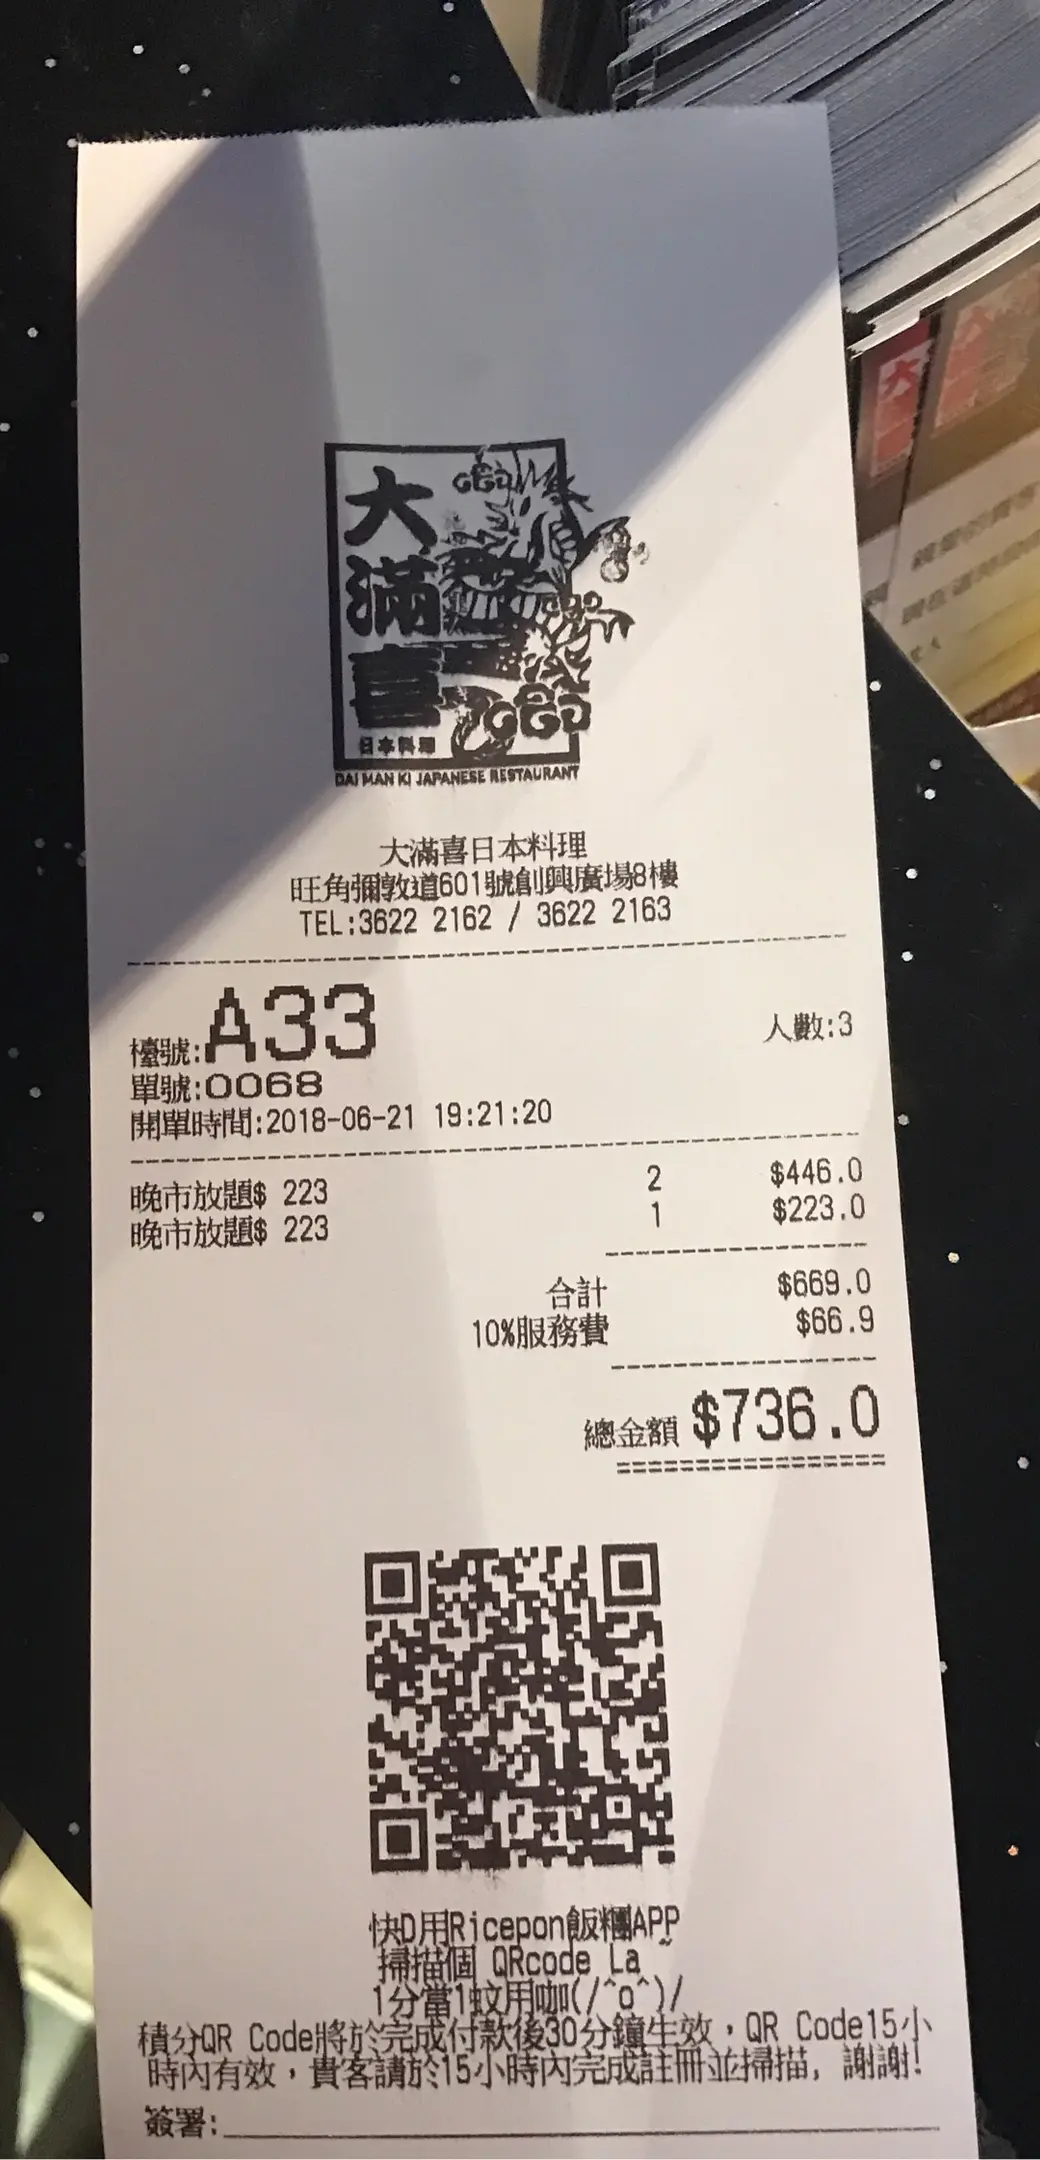 大
滿
喜
日本料理
DAI MAN KI JAPANESE RESTAURANT
大滿喜日本料理
旺角彌敦道601號創興廣場8樓
TEL:3622 2162 / 3622 2163
檯號:A33 人數:3
單號:0068
開單時間:2018-06-21 19:21:20
晚市放題$ 223 2 $446.0
晚市放題$ 223 1 $223.0
合計 $669.0
10%服務費 $66.9
總金額 $736.0
快D用Ricepon飯糰APP
掃描個 QRcode La ~
1分當1蚊用咖(/^o^)/
積分QR Code將於完成付款後30分鐘生效，QR Code15小
時內有效，貴客請於15小時內完成註冊並掃描, 謝謝!
簽署:
大
大